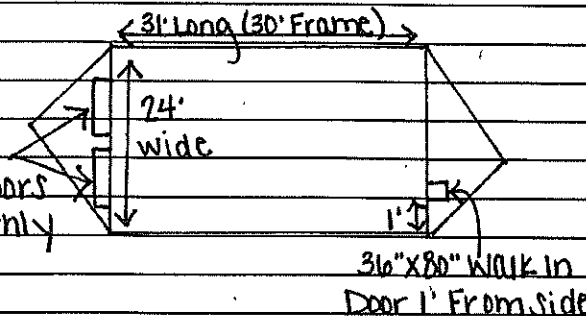 31' Long (30' Frame)
24'
wide
ors
nly
1'
36"X80" Walk In
Door 1' From Side